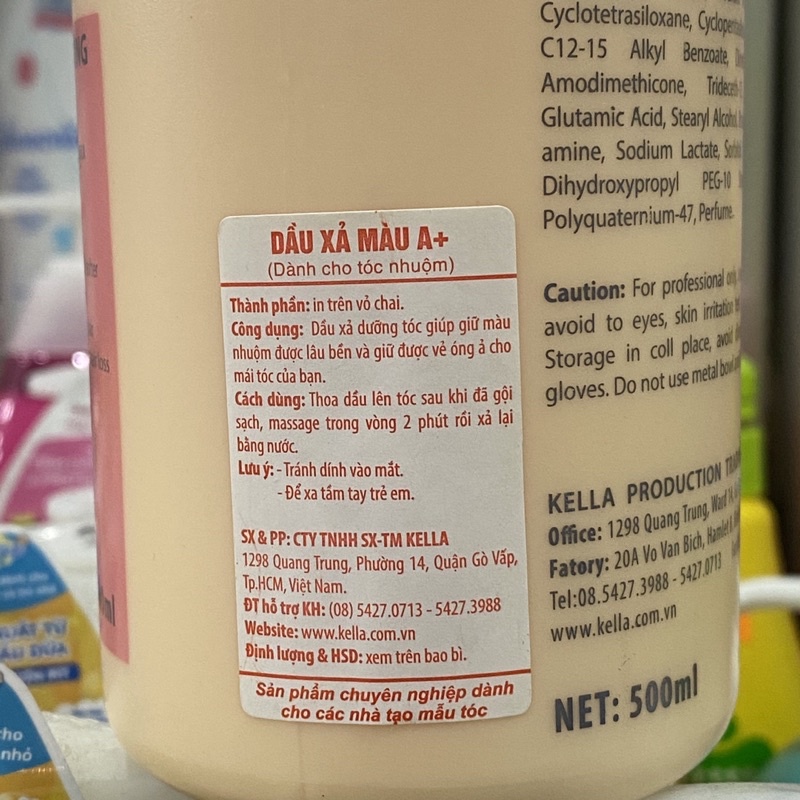 DẦU XẢ MÀU A+
(Dành cho tóc nhuộm)
Thành phần: in trên vỏ chai.
Công dụng: Dầu xả dưỡng tóc giúp giữ màu
nhuộm được lâu bền và giữ được vẻ óng ả cho
mái tóc của bạn.
Cách dùng: Thoa dầu lên tóc sau khi đã gội
sạch, massage trong vòng 2 phút rồi xả lại
bằng nước.
Lưu ý: - Tránh dính vào mắt.
- Để xa tầm tay trẻ em.
SX & PP: CTY TNHH SX-TM KELLA
1298 Quang Trung, Phường 14, Quận Gò Vấp,
Tp.HCM, Việt Nam.
ĐT hỗ trợ KH: (08) 5427.0713 - 5427.3988
Website: www.kella.com.vn
Định lượng & HSD: xem trên bao bì.
Sản phẩm chuyên nghiệp dành
cho các nhà tạo mẫu tóc
Cyclotetrasiloxane,
C12-15 Alkyl Benzoate,
Amodimethicone,
Glutamic Acid, Stearyl Alcohol,
amine, Sodium Lactate,
Dihydroxypropyl PEG-10
Polyquaternium-47, Perfume.
Caution: For professional only,
avoid to eyes, skin irritation
Storage in coll place, avoid
gloves. Do not use metal bowl
KELLA PRODUCTION
Office: 1298 Quang Trung, Ward 14,
Fatory: 20A Vo Van Bich, Hamlet
Tel:08.5427.3988 - 5427.0713
www.kella.com.vn
NET: 500ml